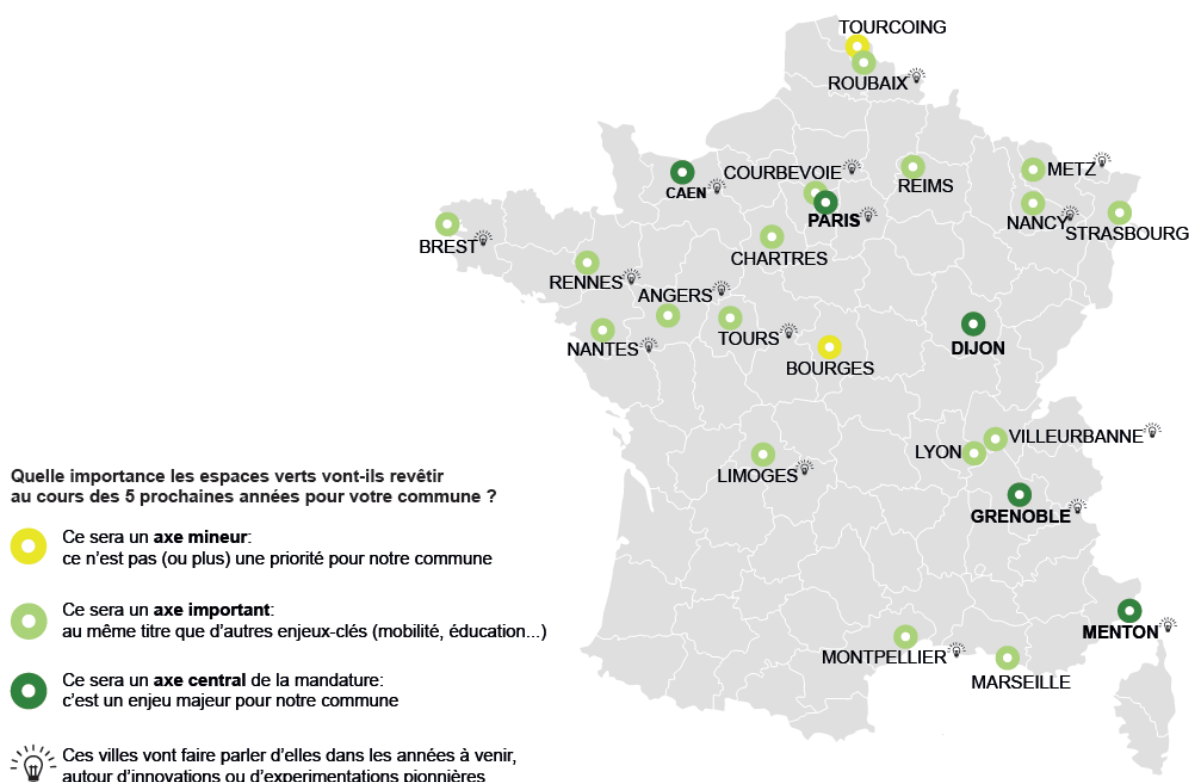 TOURCOING
ROUBAIX
COURBEVOIE
REIMS
METZ
CAEN
PARIS
NANCY
STRASBOURG
BREST
CHARTRES
RENNES
ANGERS
NANTES
TOURS
BOURGES
DIJON
LYON
VILLEURBANNE
LIMOGES
GRENOBLE
MENTON
MONTPELLIER
MARSEILLE
Quelle importance les espaces verts vont-ils revêtir
au cours des 5 prochaines années pour votre commune ?
Ce sera un axe mineur:
ce n'est pas (ou plus) une priorité pour notre commune
Ce sera un axe important:
au même titre que d'autres enjeux-clés (mobilité, éducation...)
Ce sera un axe central de la mandature:
c'est un enjeu majeur pour notre commune
Ces villes vont faire parler d'elles dans les années à venir,
autour d'innovations ou d'experimentations pionnières